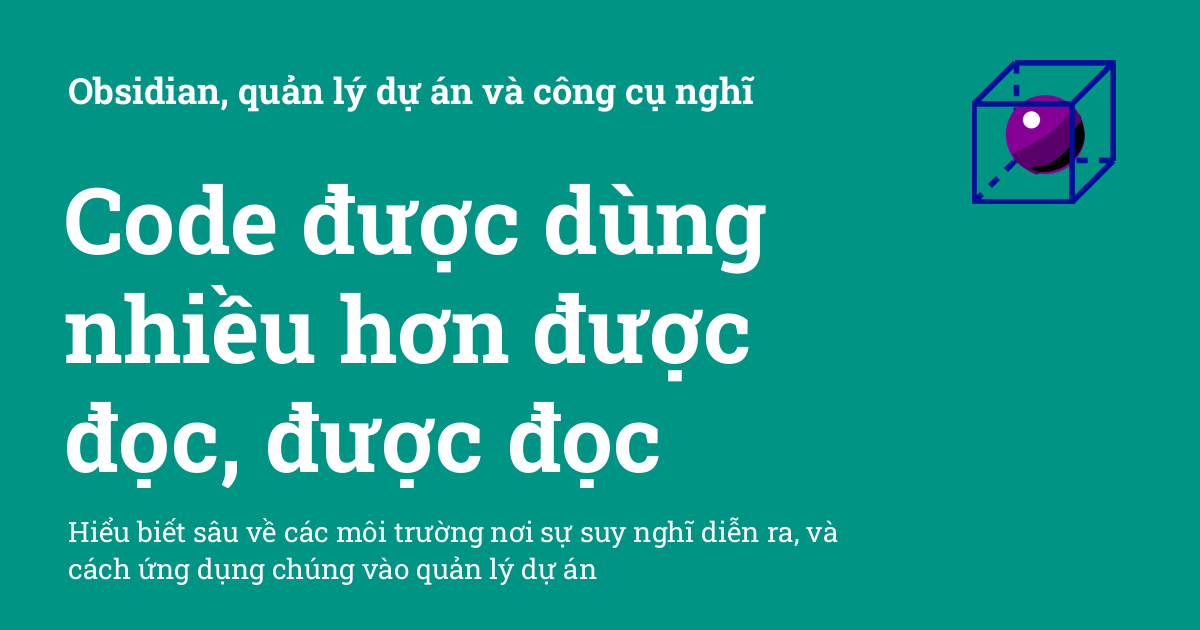 Obsidian, quản lý dự án và công cụ nghĩ
Code được dùng
nhiều hơn được
đọc, được đọc
Hiểu biết sâu về các môi trường nơi sự suy nghĩ diễn ra, và
cách ứng dụng chúng vào quản lý dự án